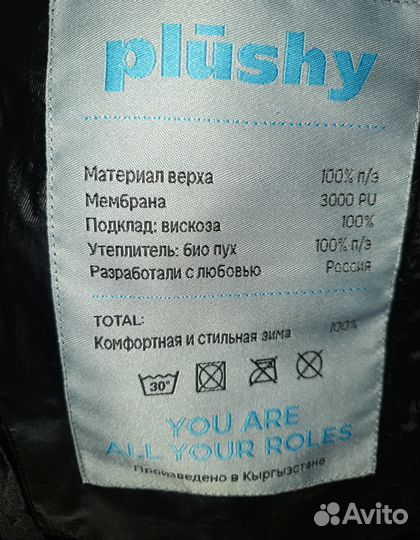 plūshy
Материал верха 100% п/э
Мембрана 3000 PU
Подклад: вискоза 100%
Утеплитель: био пух 100% п/э
Разработали с любовью Россия
TOTAL:
Комфортная и стильная зима 100%
30°
YOU ARE
ALL YOUR ROLES
Произведено в Кыргызстане
Avito